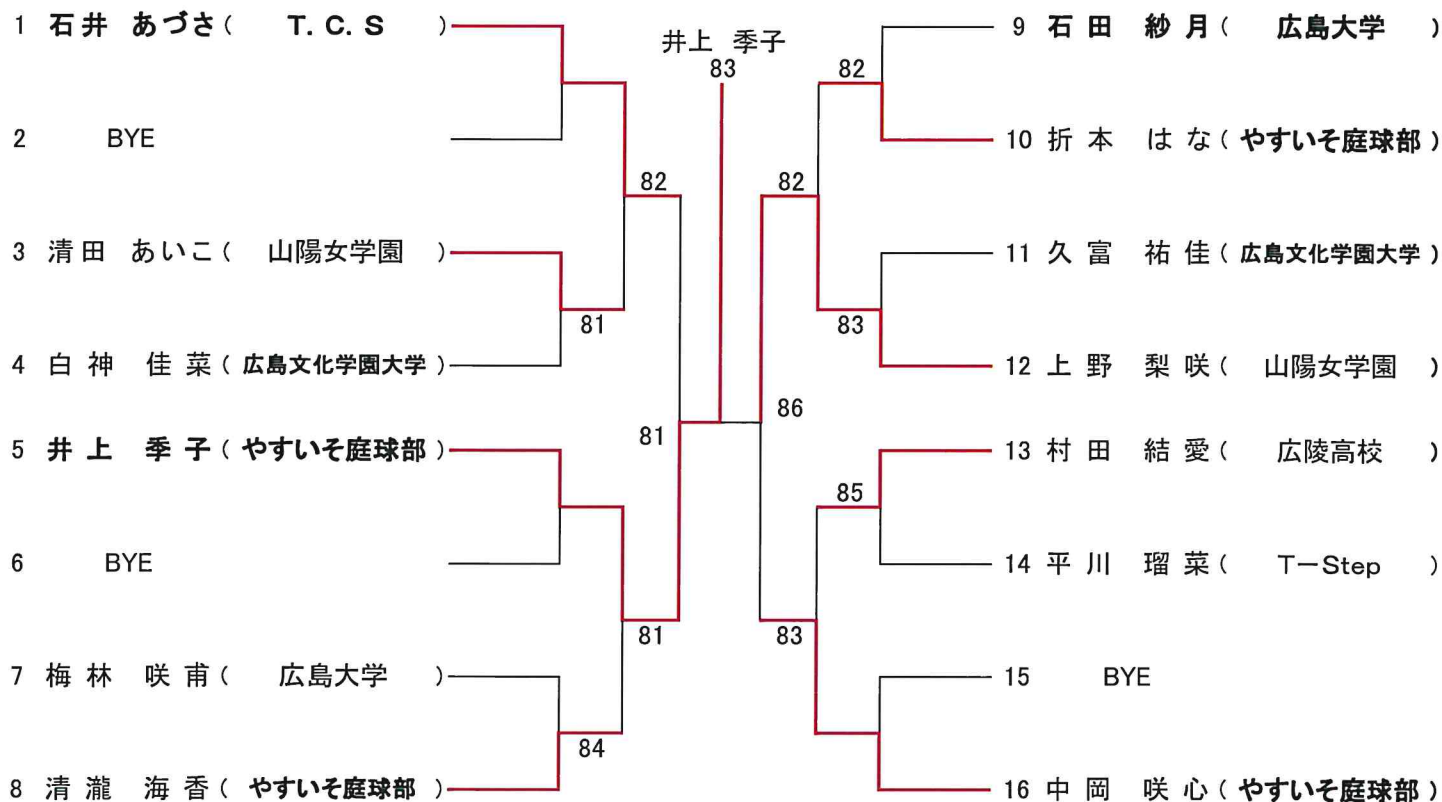 1 石井 あづさ( T.C.S )
2 BYE
3 清田 あいこ( 山陽女学園 )
4 白神 佳菜( 広島文化学園大学 )
5 井上 季子( やすいそ庭球部 )
6 BYE
7 梅林 咲甫( 広島大学 )
8 清瀧 海香( やすいそ庭球部 )
82
81
81
84
81
井上 季子
83
86
82
82
83
85
83
9 石田 紗月( 広島大学 )
10 折本 はな( やすいそ庭球部 )
11 久富 祐佳( 広島文化学園大学 )
12 上野 梨咲( 山陽女学園 )
13 村田 結愛( 広陵高校 )
14 平川 瑠菜( T-Step )
15 BYE
16 中岡 咲心( やすいそ庭球部 )